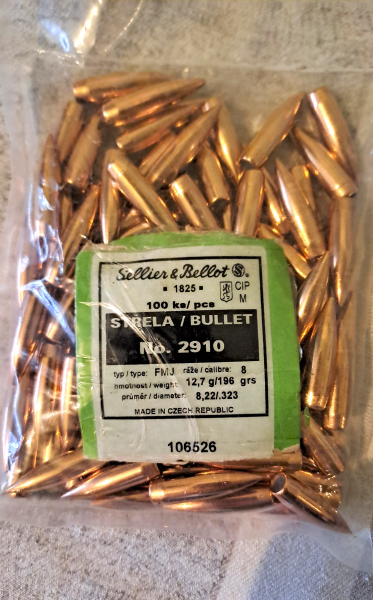 Sellier & Bellot S ®
▪ 1825 ▪ CIP
100 ks/ pcs M
STŘELA / BULLET
No. 2910
typ / type: FMJ ráže / calibre: 8
hmotnost / weight: 12,7 g/196 grs
průměr / diameter: 8,22/.323
MADE IN CZECH REPUBLIC
106526